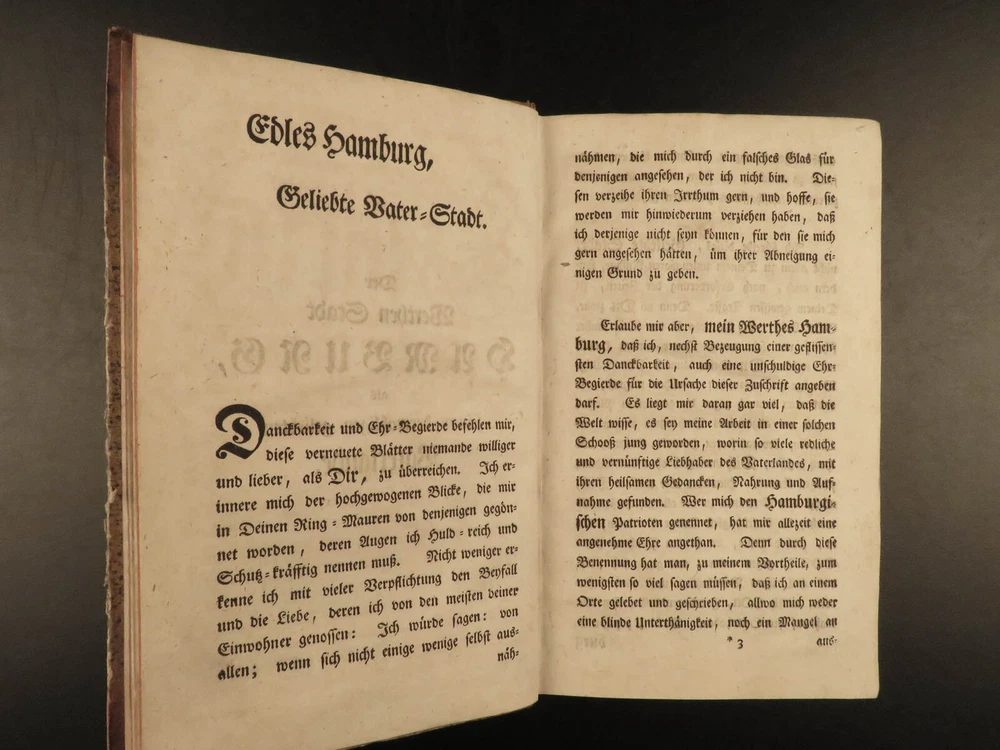 Edles Hamburg,
Geliebte Vater-Stadt.
Danckbarkeit und Ehr-Begierde befehlen mir,
diese verneuete Blätter niemande williger
und lieber, als Dir, zu überreichen. Ich er-
innere mich der hochgewogenen Blicke, die mir
in Deinen Ring-Mauren von denjenigen gegön-
net worden, deren Augen ich Huld-reich und
Schutz-kräfftig nennen muß. Nicht weniger er-
kenne ich mit vieler Verpflichtung den Beyfall
und die Liebe, deren ich von den meisten deiner
Einwohner genossen: Ich würde sagen: von
allen; wenn sich nicht einige wenige selbst aus-
näh-
nähmen, die mich durch ein falsches Glas für
denjenigen angesehen, der ich nicht bin. Die-
sen verzeihe ihren Irrthum gern, und hoffe, sie
werden mir hinwiederum verziehen haben, daß
ich derjenige nicht seyn können, für den sie mich
gern angesehen hätten, üm ihrer Abneigung ei-
nigen Grund zu geben.
Erlaube mir aber, mein Werthes Ham-
burg, daß ich, nechst Bezeugung einer geflissen-
sten Danckbarkeit, auch eine unschuldige Ehr-
Begierde für die Ursache dieser Zuschrift angeben
darf. Es liegt mir daran gar viel, daß die
Welt wisse, es sey meine Arbeit in einer solchen
Schooß jung geworden, worin so viele redliche
und vernünftige Liebhaber des Vaterlandes, mit
ihren heilsamen Gedancken, Nahrung und Auf-
nahme gefunden. Wer mich den Hamburgi-
schen Patrioten genennet, hat mir allezeit eine
angenehme Ehre angethan. Denn durch diese
Benennung hat man, zu meinem Vortheile, zum
wenigsten so viel sagen müssen, daß ich an einem
Orte gelebet und geschrieben, allwo mich weder
eine blinde Unterthänigkeit, noch ein Mangel an
* 3 aus-